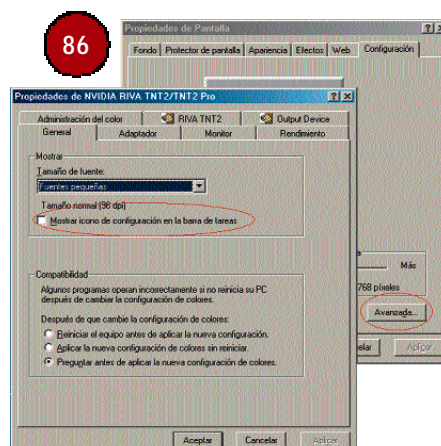 86
Propiedades de Pantalla
Fondo Protector de pantalla Apariencia Efectos Web Configuración
Propiedades de NVIDIA RIVA TNT2/TNT2 Pro
Administración del color RIVA TNT2 Output Device
General Adaptador Monitor Rendimiento
Mostrar
Tamaño de fuente:
Fuentes pequeñas
Tamaño normal (96 dpi)
Mostrar icono de configuración en la barra de tareas
Más
Compatibilidad
Algunos programas operan incorrectamente si no reinicia su PC
768 píxeles
después de cambiar la configuración de colores.
Avanzada...
Después de que cambie la configuración de colores:
Reiniciar el equipo antes de aplicar la nueva configuración.
Aplicar la nueva configuración de colores sin reiniciar.
elar Aplicar
Preguntar antes de aplicar la nueva configuración de colores.
Aceptar Cancelar Aplicar